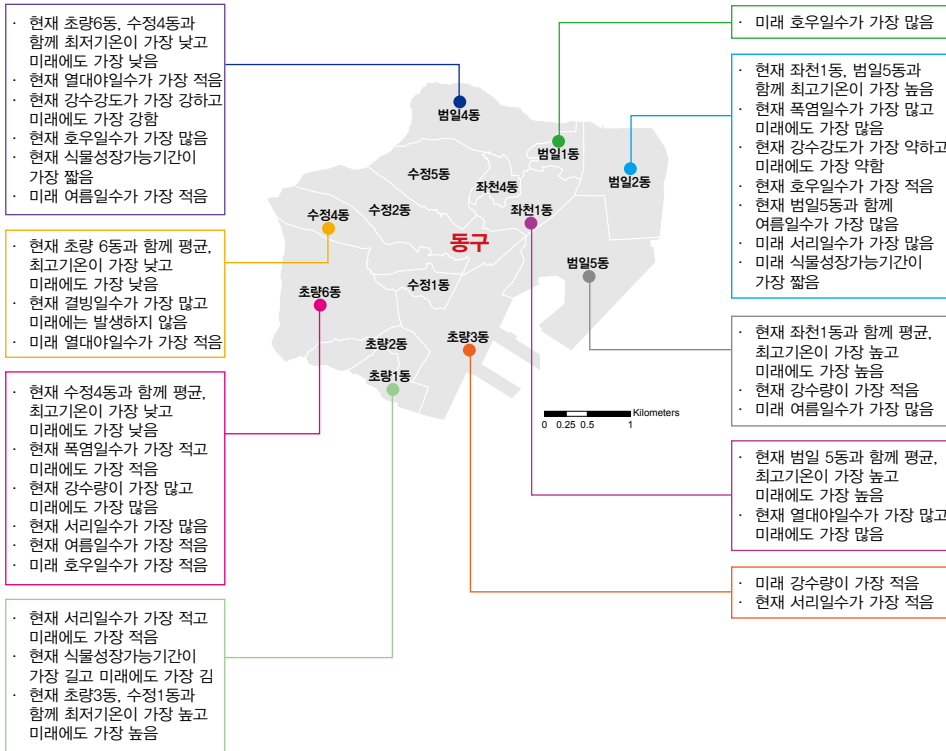 · 현재 초량6동, 수정4동과
함께 최저기온이 가장 낮고
미래에도 가장 낮음
· 현재 열대야일수가 가장 적음
· 현재 강수강도가 가장 강하고
미래에도 가장 강함
· 현재 호우일수가 가장 많음
· 현재 식물성장가능기간이
가장 짧음
· 미래 여름일수가 가장 적음
· 현재 초량 6동과 함께 평균,
최고기온이 가장 낮고
미래에도 가장 낮음
· 현재 결빙일수가 가장 많고
미래에는 발생하지 않음
· 미래 열대야일수가 가장 적음
· 현재 수정4동과 함께 평균,
최고기온이 가장 낮고
미래에도 가장 낮음
· 현재 폭염일수가 가장 적고
미래에도 가장 적음
· 현재 강수량이 가장 많고
미래에도 가장 많음
· 현재 서리일수가 가장 많음
· 현재 여름일수가 가장 적음
· 미래 호우일수가 가장 적음
· 현재 서리일수가 가장 적고
미래에도 가장 적음
· 현재 식물성장가능기간이
가장 길고 미래에도 가장 김
· 현재 초량3동, 수정1동과
함께 최저기온이 가장 높고
미래에도 가장 높음
범일4동
범일1동
수정5동
좌천4동
범일2동
수정4동
수정2동
좌천1동
동구
범일5동
초량6동
수정1동
초량2동
초량3동
초량1동
Kilometers
0 0.25 0.5 1
· 미래 호우일수가 가장 많음
· 현재 좌천1동, 범일5동과
함께 최고기온이 가장 높음
· 현재 폭염일수가 가장 많고
미래에도 가장 많음
· 현재 강수강도가 가장 약하고
미래에도 가장 약함
· 현재 호우일수가 가장 적음
· 현재 범일5동과 함께
여름일수가 가장 많음
· 미래 서리일수가 가장 많음
· 미래 식물성장가능기간이
가장 짧음
· 현재 좌천1동과 함께 평균,
최고기온이 가장 높고
미래에도 가장 높음
· 현재 강수량이 가장 적음
· 미래 여름일수가 가장 많음
· 현재 범일 5동과 함께 평균,
최고기온이 가장 높고
미래에도 가장 높음
· 현재 열대야일수가 가장 많고
미래에도 가장 많음
· 미래 강수량이 가장 적음
· 현재 서리일수가 가장 적음